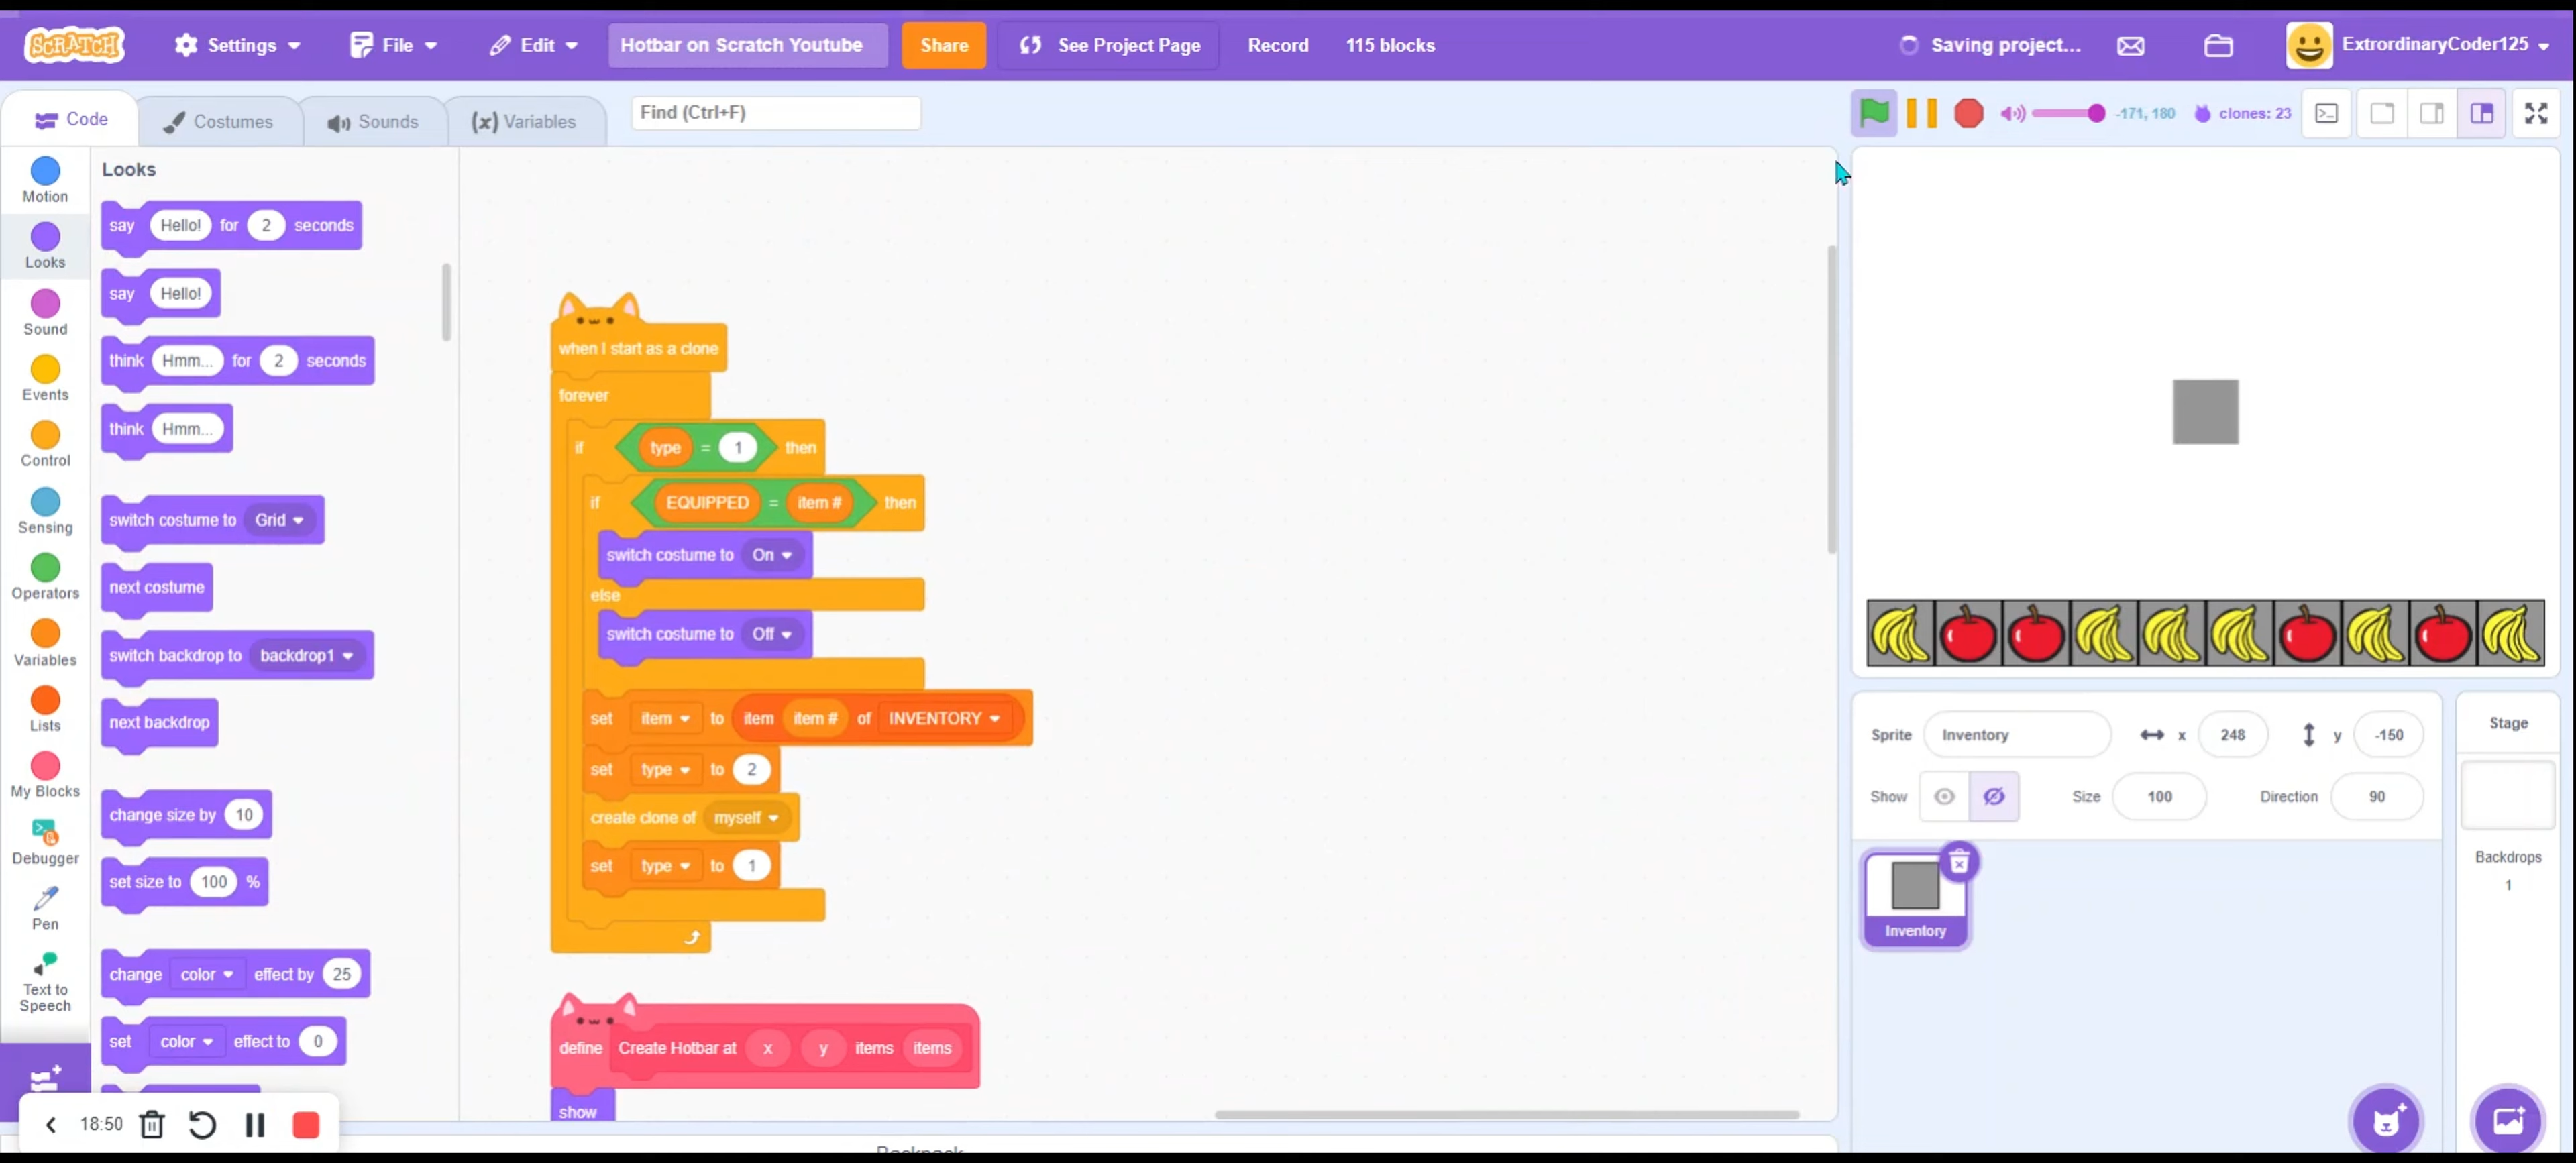 SCRATCH
Settings
File
Edit
Hotbar on Scratch Youtube
Share
See Project Page
Record
115 blocks
Saving project...
ExtrordinaryCoder125
Code
Costumes
Sounds
(x) Variables
Find (Ctrl+F)
-171, 180
clones: 23
Motion
Looks
Sound
Events
Control
Sensing
Operators
Variables
Lists
My Blocks
Debugger
Pen
Text to
Speech
Looks
say Hello! for 2 seconds
say Hello!
think Hmm... for 2 seconds
think Hmm...
switch costume to Grid
next costume
switch backdrop to backdrop1
next backdrop
change size by 10
set size to 100 %
change color effect by 25
set color effect to 0
when I start as a clone
forever
if type = 1 then
if EQUIPPED = item # then
switch costume to On
else
switch costume to Off
set item to item item # of INVENTORY
set type to 2
create clone of myself
set type to 1
define Create Hotbar at x y items items
show
Sprite Inventory x 248 y -150
Show Size 100 Direction 90
Inventory
Stage
Backdrops
1
18:50
Backpack